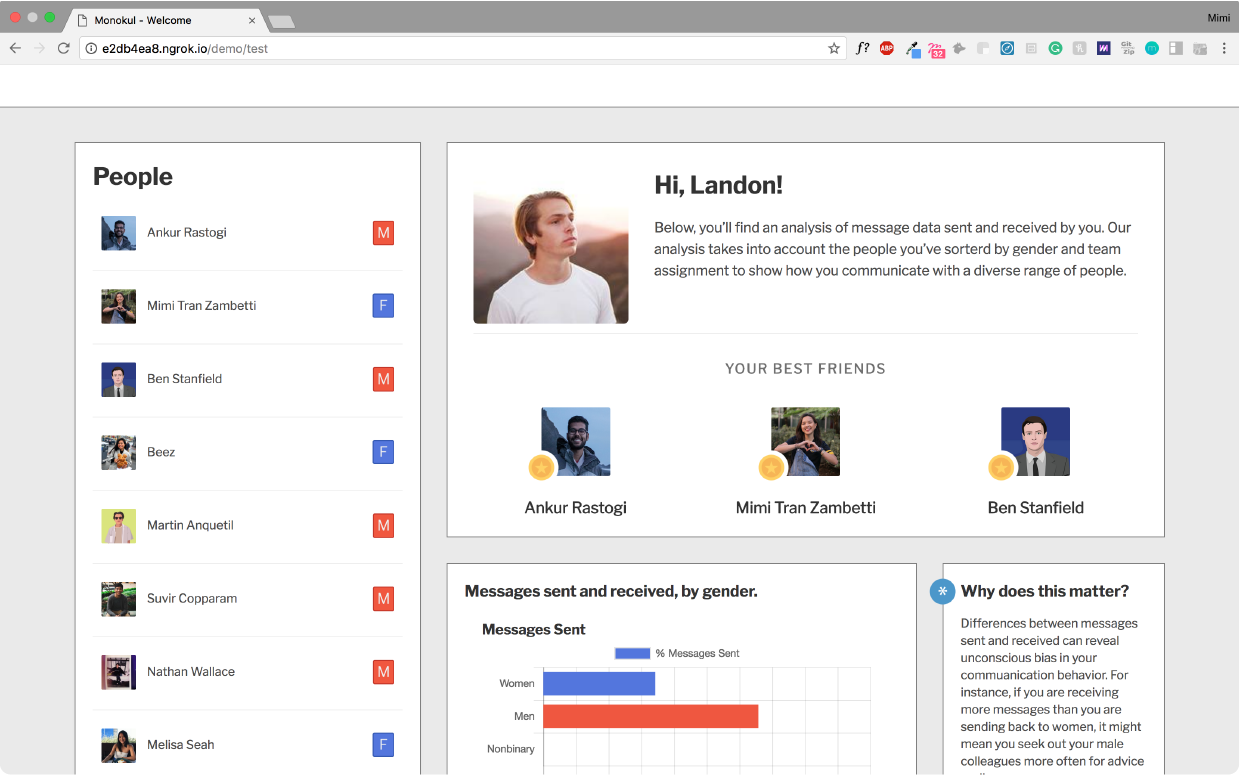 Monokul - Welcome
Mimi
e2db4ea8.ngrok.io/demo/test
f?
ABP
32
Git
Zip
People
Ankur Rastogi
M
Mimi Tran Zambetti
F
Ben Stanfield
M
Beez
F
Martin Anquetil
M
Suvir Copparam
M
Nathan Wallace
M
Melisa Seah
F
Hi, Landon!
Below, you'll find an analysis of message data sent and received by you. Our
analysis takes into account the people you've sorterd by gender and team
assignment to show how you communicate with a diverse range of people.
YOUR BEST FRIENDS
Ankur Rastogi
Mimi Tran Zambetti
Ben Stanfield
Messages sent and received, by gender.
Messages Sent
% Messages Sent
Women
Men
Nonbinary
* Why does this matter?
Differences between messages
sent and received can reveal
unconscious bias in your
commuanication behavior. For
instance, if you are receiving
more messages than you are
sending back to women, it might
mean you seek out your male
colleagues more often for advice